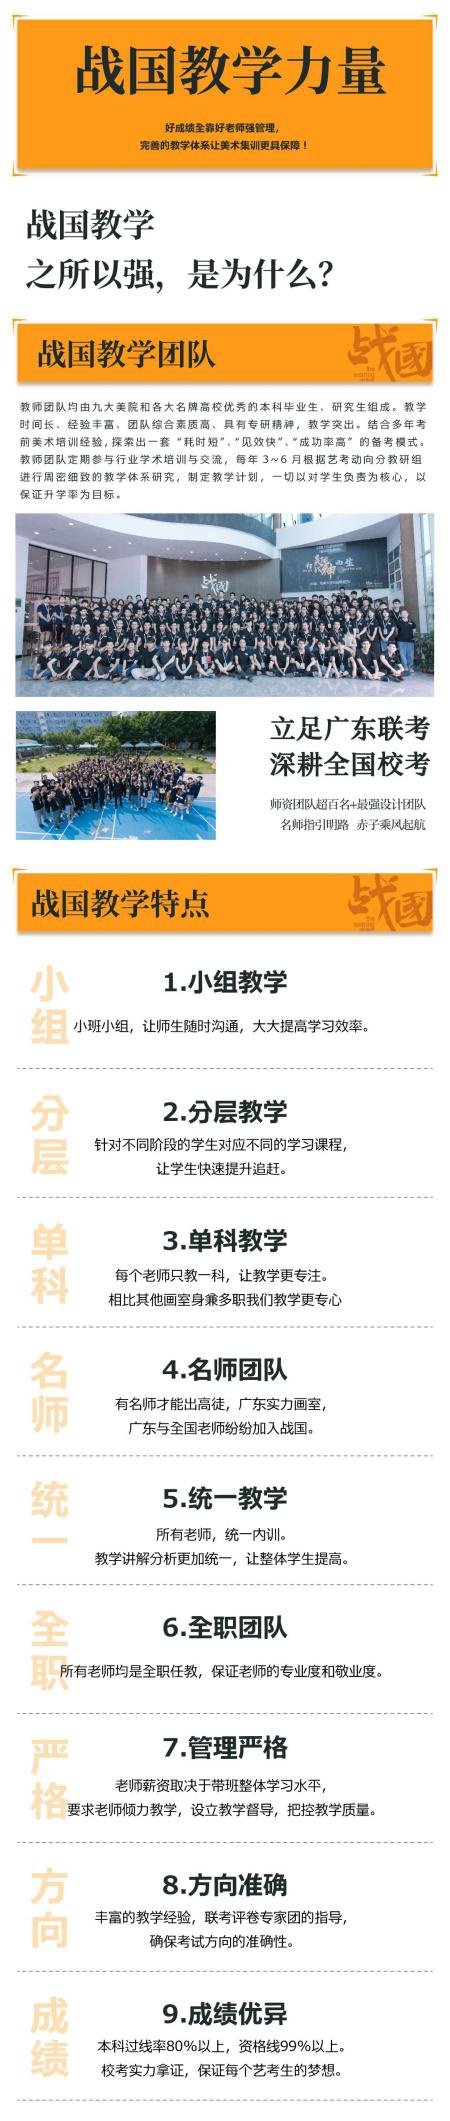 战国教学力量
好成绩全靠好老师强管理，
完善的教学体系让美术集训更具保障！
战国教学
之所以强，是为什么？
战国教学团队
战国
the
warring
教师团队均由九大美院和各大名牌高校优秀的本科毕业生、研究生组成。教学
时间长、经验丰富、团队综合素质高、具有专研精神，教学突出。结合多年考
前美术培训经验，探索出一套“耗时短”、“见效快”、“成功率高”的备考模式。
教师团队定期参与行业学术培训与交流，每年3~6月根据艺考动向分教研组
进行周密细致的教学体系研究，制定教学计划，一切以对学生负责为核心，以
保证升学率为目标。
战国
立足广东联考
深耕全国校考
师资团队超百名+最强设计团队
名师指引明路 赤子乘风起航
战国教学特点
战国
the
warring
小组
1.小组教学
小班小组，让师生随时沟通，大大提高学习效率。
分层
2.分层教学
针对不同阶段的学生对应不同的学习课程，
让学生快速提升追赶。
单科
3.单科教学
每个老师只教一科，让教学更专注。
相比其他画室身兼多职我们教学更专心
名师
4.名师团队
有名师才能出高徒，广东实力画室，
广东与全国老师纷纷加入战国。
统一
5.统一教学
所有老师，统一内训。
教学讲解分析更加统一，让整体学生提高。
全职
6.全职团队
所有老师均是全职任教，保证老师的专业度和敬业度。
严格
7.管理严格
老师薪资取决于带班整体学习水平，
要求老师倾力教学，设立教学督导，把控教学质量。
方向
8.方向准确
丰富的教学经验，联考评卷专家团的指导，
确保考试方向的准确性。
成绩
9.成绩优异
本科过线率80%以上，资格线99%以上。
校考实力拿证，保证每个艺考生的梦想。